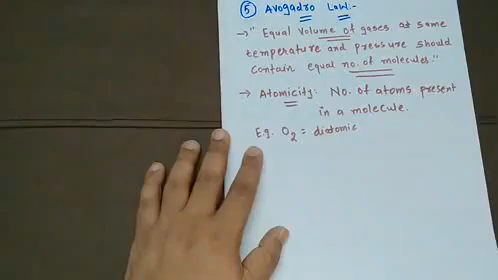 ⑤ Avogadro Law:-
→ "Equal Volume of gases at same
temperature and pressure should
contain equal no. of molecules."
→ Atomicity: No. of atoms present
in a molecule.
E.g. O₂ = diatomic